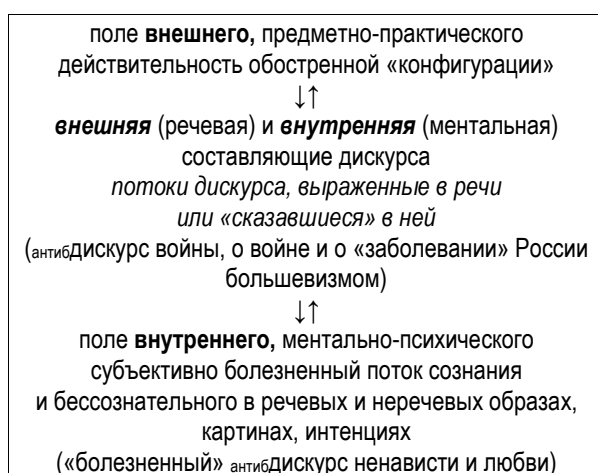 поле внешнего, предметно-практического
действительность обостренной «конфигурации»
↓↑
внешняя (речевая) и внутренняя (ментальная)
составляющие дискурса
потоки дискурса, выраженные в речи
или «сказавшиеся» в ней
(антибдискурс войны, о войне и о «заболевании» России
большевизмом)
↓↑
поле внутреннего, ментально-психического
субъективно болезненный поток сознания
и бессознательного в речевых и неречевых образах,
картинах, интенциях
(«болезненный» антибдискурс ненависти и любви)